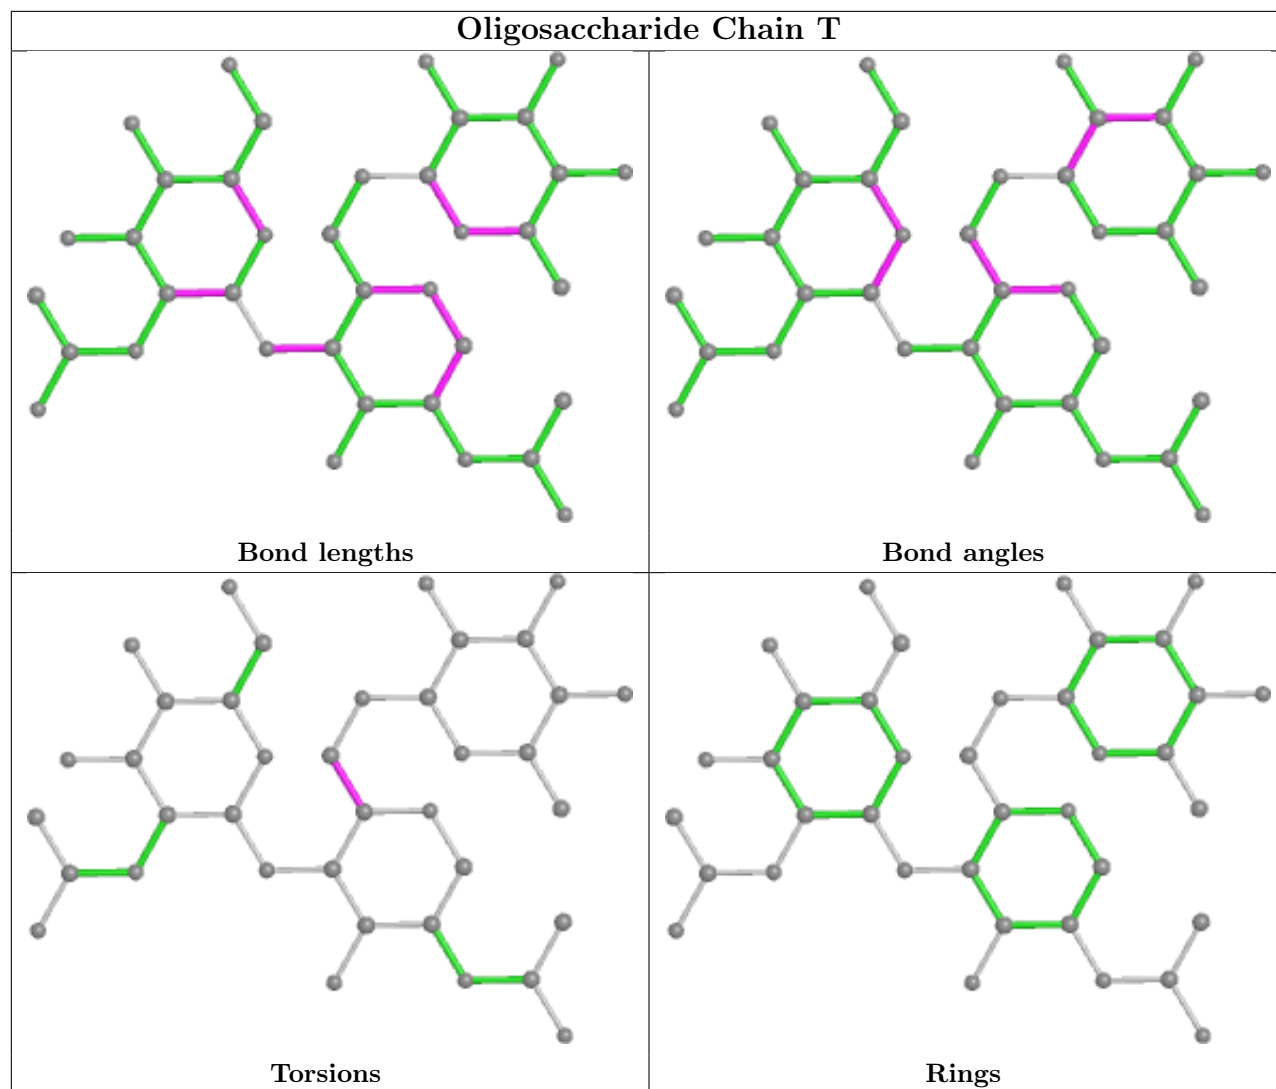 Oligosaccharide Chain T
Bond lengths
Bond angles
Torsions
Rings